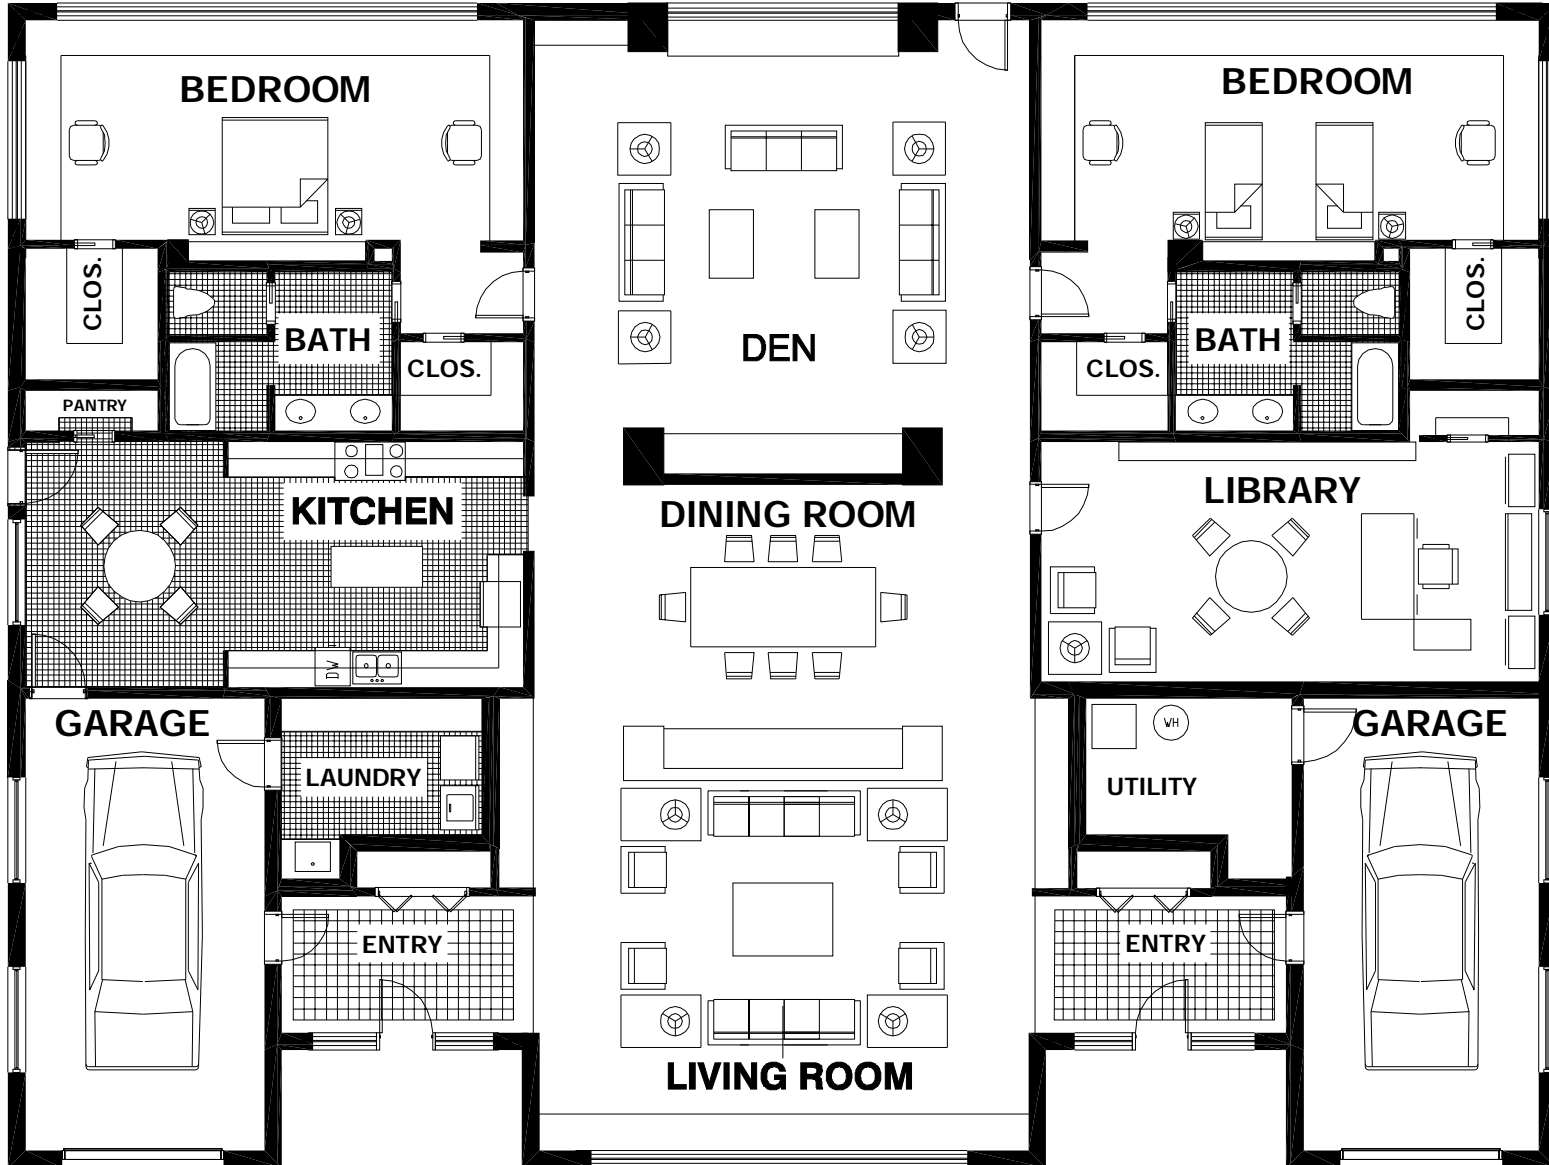 BEDROOM
BEDROOM
CLOS.
BATH
CLOS.
DEN
BATH
CLOS.
CLOS.
PANTRY
KITCHEN
DINING ROOM
LIBRARY
DW
GARAGE
LAUNDRY
WH
UTILITY
GARAGE
ENTRY
ENTRY
LIVING ROOM